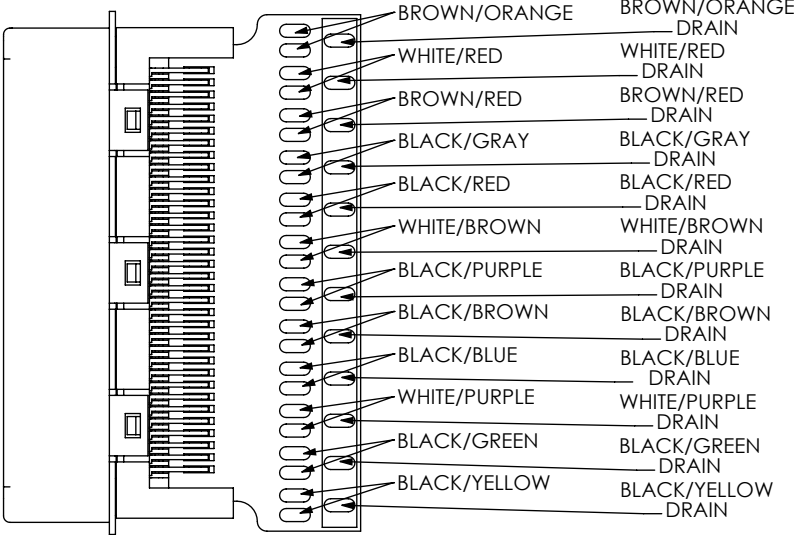 BROWN/ORANGE
BROWN/ORANGE
DRAIN
WHITE/RED
WHITE/RED
DRAIN
BROWN/RED
BROWN/RED
DRAIN
BLACK/GRAY
BLACK/GRAY
DRAIN
BLACK/RED
BLACK/RED
DRAIN
WHITE/BROWN
WHITE/BROWN
DRAIN
BLACK/PURPLE
BLACK/PURPLE
DRAIN
BLACK/BROWN
BLACK/BROWN
DRAIN
BLACK/BLUE
BLACK/BLUE
DRAIN
WHITE/PURPLE
WHITE/PURPLE
DRAIN
BLACK/GREEN
BLACK/GREEN
DRAIN
BLACK/YELLOW
BLACK/YELLOW
DRAIN